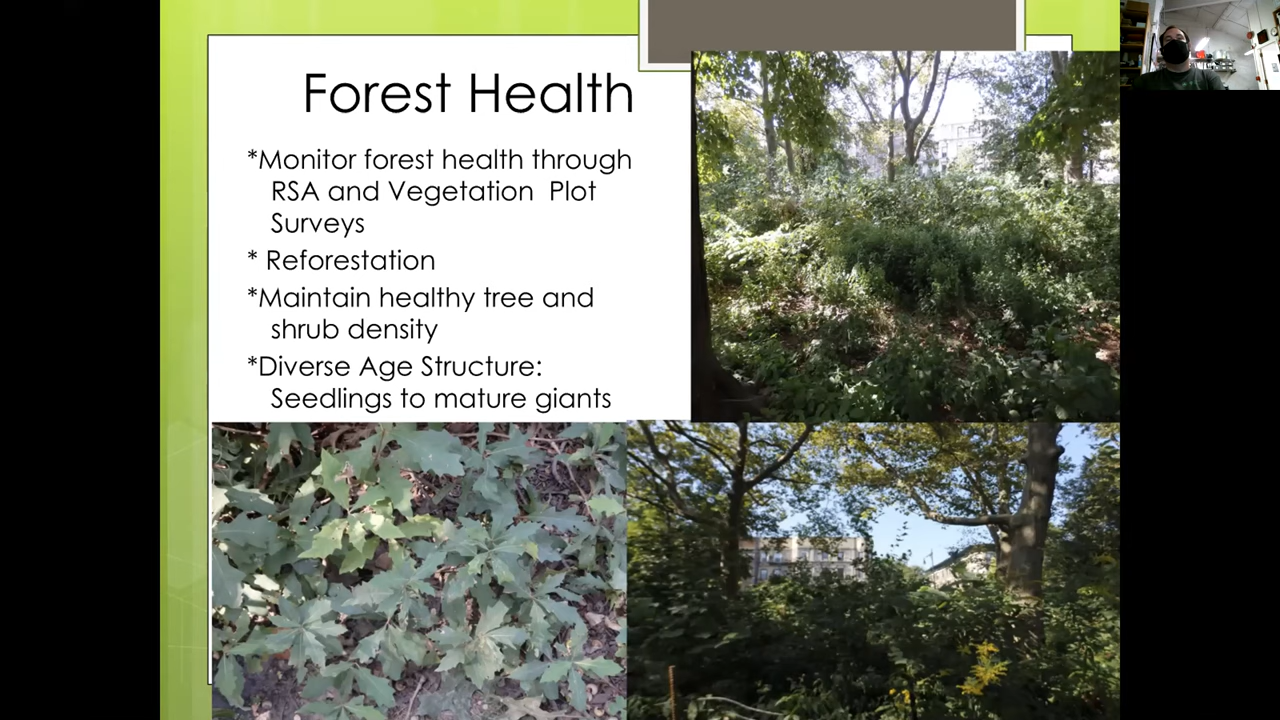 Forest Health
*Monitor forest health through
RSA and Vegetation Plot
Surveys
* Reforestation
*Maintain healthy tree and
shrub density
*Diverse Age Structure:
Seedlings to mature giants